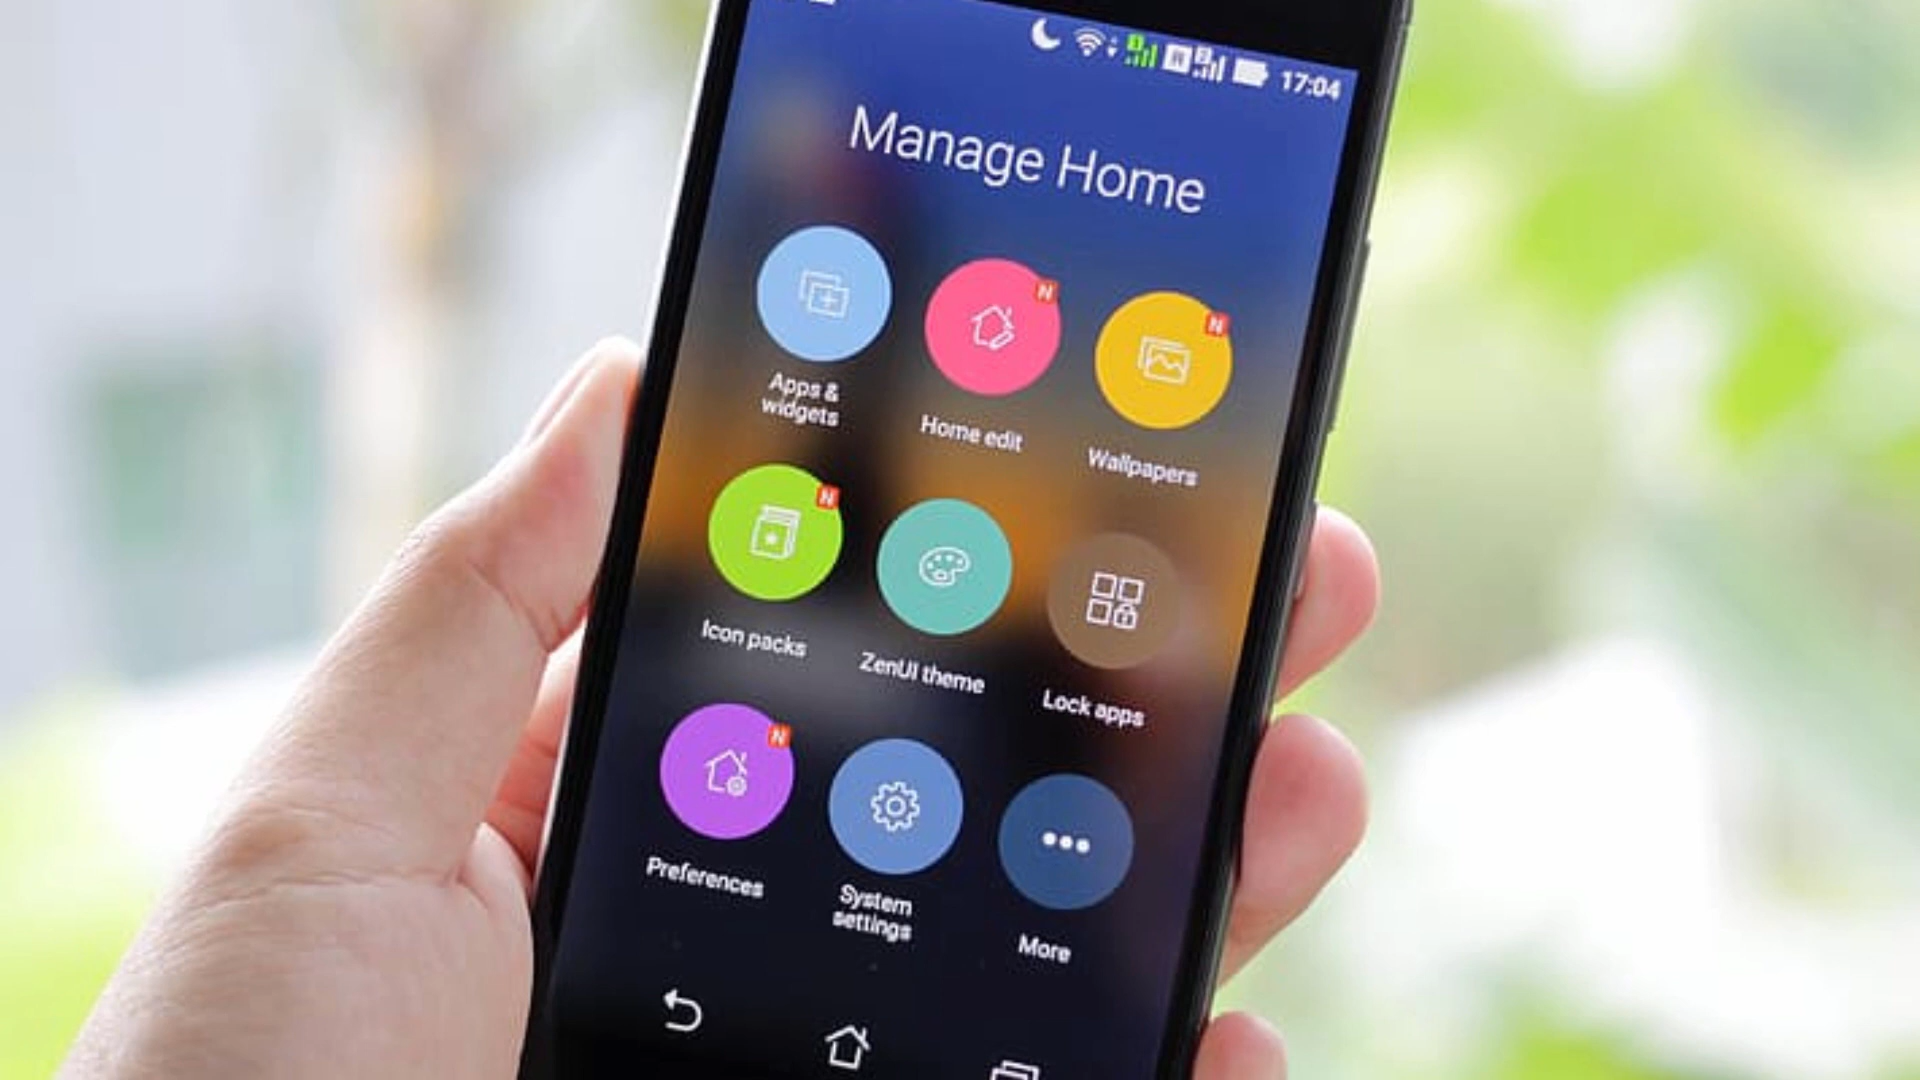 17:04
Manage Home
N
N
Apps &
widgets
Home edit
Wallpapers
N
Icon packs
ZenUI theme
Lock apps
N
Preferences
System
settings
More